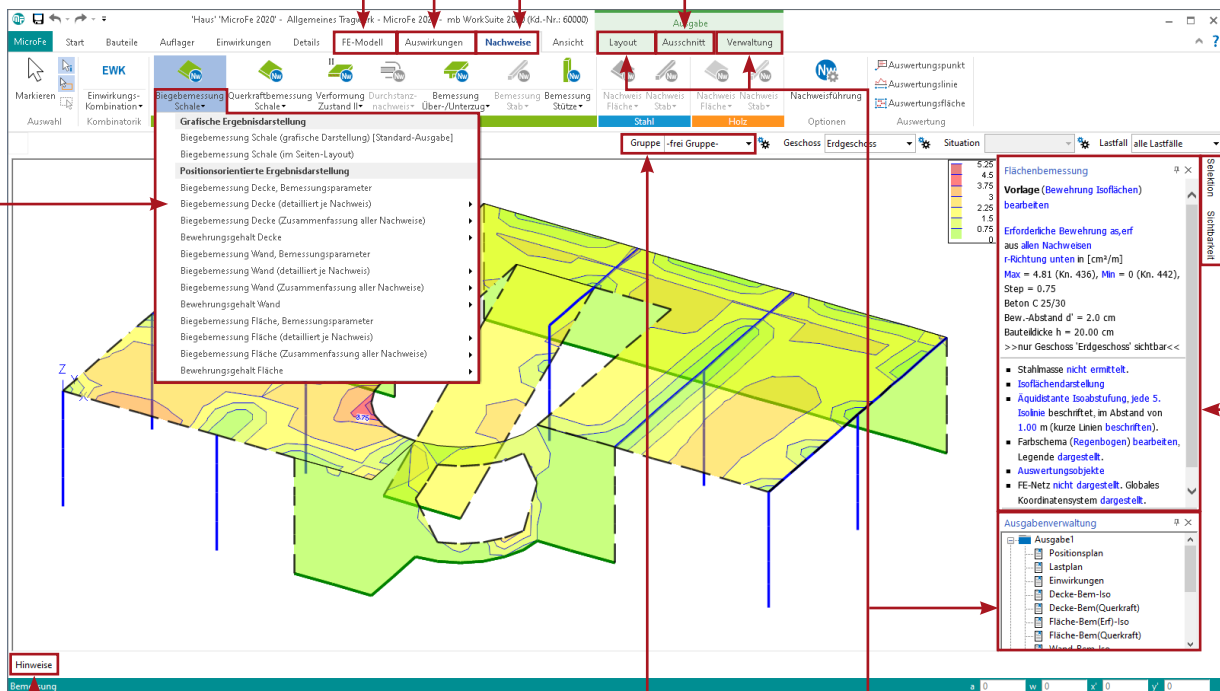 'Haus' 'MicroFe 2020' - Allgemeines Tragwerk - MicroFe 2020 - mb WorkSuite 2020 (Kd.-Nr.: 60000)
Ausgabe
MicroFe Start Bauteile Auflager Einwirkungen Details FE-Modell Auswirkungen Nachweise Ansicht Layout Ausschnitt Verwaltung
Markieren
EWK
Einwirkungs-
Kombination
Biegebemessung
Schale
Querkraftbemessung
Schale
II
Verformung
Zustand II
Durchstanz-
nachweis
Bemessung
Über-/Unterzug
Bemessung
Stab
Bemessung
Stütze
Nachweis
Fläche
Nachweis
Stab
Nachweis
Fläche
Nachweis
Stab
Nachweisführung
Auswertungspunkt
Auswertungslinie
Auswertungsfläche
Auswahl Kombinatorik Stahl Holz Optionen Auswertung
Gruppe -frei Gruppe- Geschoss Erdgeschoss Situation Lastfall alle Lastfälle
Grafische Ergebnisdarstellung
Biegebemessung Schale (grafische Darstellung) [Standard-Ausgabe]
Biegebemessung Schale (im Seiten-Layout)
Positionsorientierte Ergebnisdarstellung
Biegebemessung Decke, Bemessungsparameter
Biegebemessung Decke (detailliert je Nachweis)
Biegebemessung Decke (Zusammenfassung aller Nachweise)
Bewehrungsgehalt Decke
Biegebemessung Wand, Bemessungsparameter
Biegebemessung Wand (detailliert je Nachweis)
Biegebemessung Wand (Zusammenfassung aller Nachweise)
Bewehrungsgehalt Wand
Biegebemessung Fläche, Bemessungsparameter
Biegebemessung Fläche (detailliert je Nachweis)
Biegebemessung Fläche (Zusammenfassung aller Nachweise)
Bewehrungsgehalt Fläche
5.25
4.5
3.75
3
2.25
1.5
0.75
0
Z
Y
X
3.75
Flächenbemessung
Vorlage (Bewehrung Isoflächen)
bearbeiten
Erforderliche Bewehrung as,erf
aus allen Nachweisen
r-Richtung unten in [cm²/m]
Max = 4.81 (Kn. 436), Min = 0 (Kn. 442),
Step = 0.75
Beton C 25/30
Bew.-Abstand d' = 2.0 cm
Bauteildicke h = 20.00 cm
>>nur Geschoss 'Erdgeschoss' sichtbar<<
Stahlmasse nicht ermittelt.
Isoflächendarstellung
Äquidistante Isoabstufung, jede 5.
Isolinie beschriftet, im Abstand von
1.00 m (kurze Linien beschriften).
Farbschema (Regenbogen) bearbeiten,
Legende dargestellt.
Auswertungsobjekte
FE-Netz nicht dargestellt. Globales
Koordinatensystem dargestellt.
Selektion
Sichtbarkeit
Ausgabenverwaltung
Ausgabe1
Positionsplan
Lastplan
Einwirkungen
Decke-Bem-Iso
Decke-Bem(Querkraft)
Fläche-Bem(Erf)-Iso
Fläche-Bem(Querkraft)
Wand-Bem-Iso
Hinweise
Bemessung
a 0 w 0 x' 0 y' 0